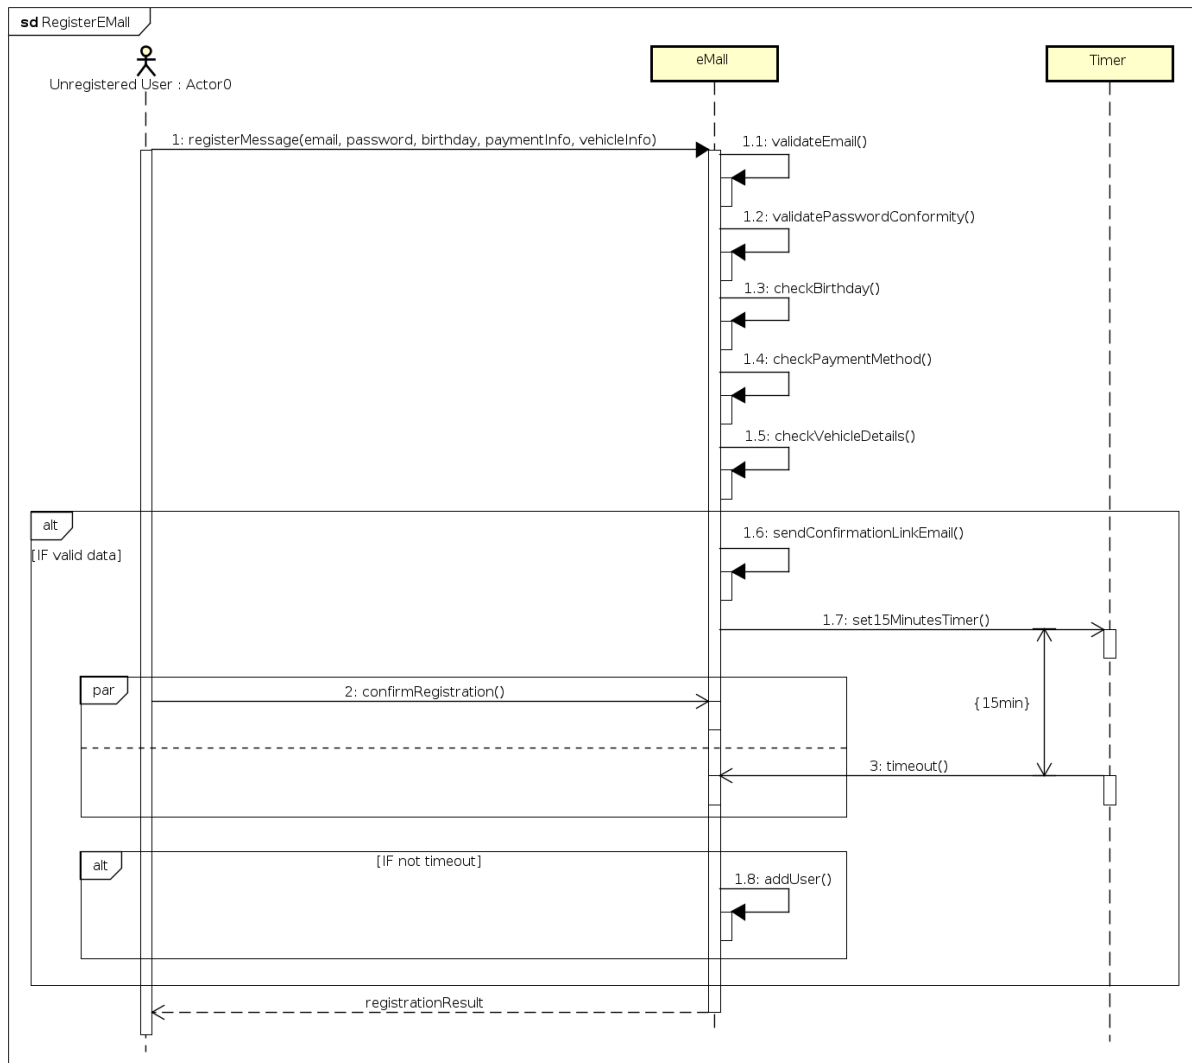 sd RegisterEMall
Unregistered User : Actor0
eMall
Timer
1: registerMessage(email, password, birthday, paymentInfo, vehicleInfo)
1.1: validateEmail()
1.2: validatePasswordConformity()
1.3: checkBirthday()
1.4: checkPaymentMethod()
1.5: checkVehicleDetails()
alt
[IF valid data]
1.6: sendConfirmationLinkEmail()
1.7: set15MinutesTimer()
par
2: confirmRegistration()
{15min}
3: timeout()
alt
[IF not timeout]
1.8: addUser()
registrationResult